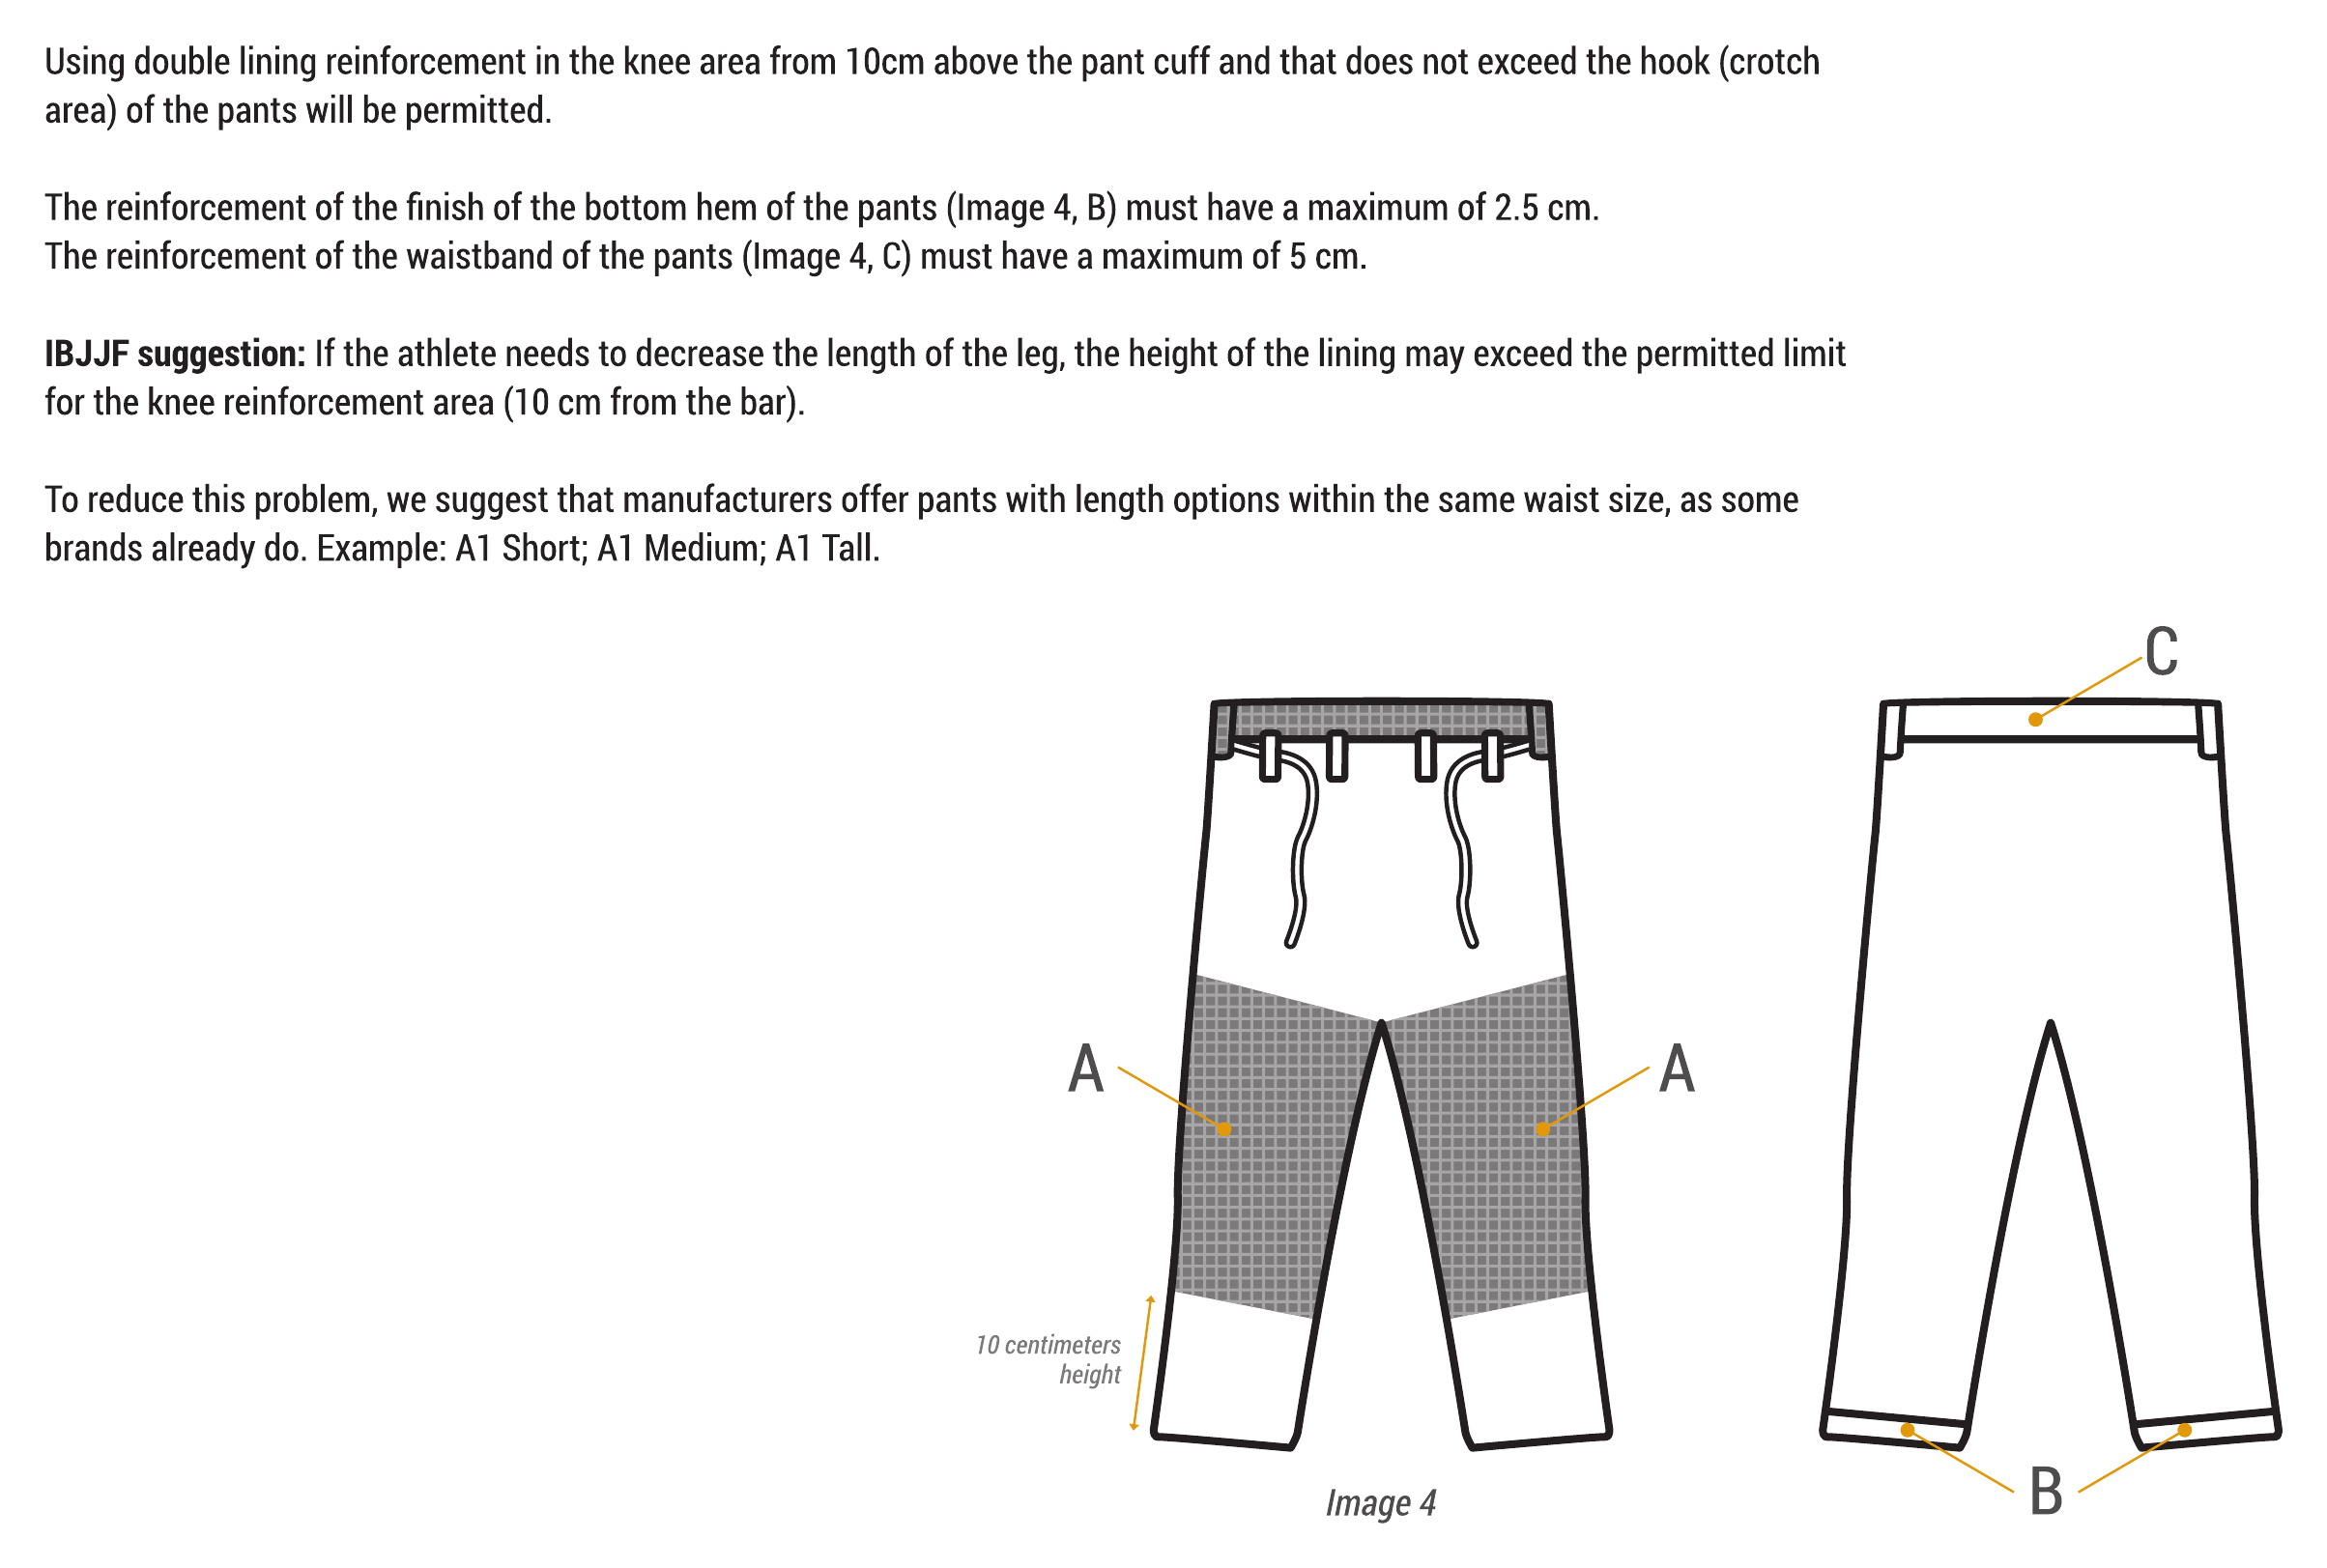 Using double lining reinforcement in the knee area from 10cm above the pant cuff and that does not exceed the hook (crotch
area) of the pants will be permitted.
The reinforcement of the finish of the bottom hem of the pants (Image 4, B) must have a maximum of 2.5 cm.
The reinforcement of the waistband of the pants (Image 4, C) must have a maximum of 5 cm.
IBJJF suggestion: If the athlete needs to decrease the length of the leg, the height of the lining may exceed the permitted limit
for the knee reinforcement area (10 cm from the bar).
To reduce this problem, we suggest that manufacturers offer pants with length options within the same waist size, as some
brands already do. Example: A1 Short; A1 Medium; A1 Tall.
C
A
A
10 centimeters
height
B
Image 4